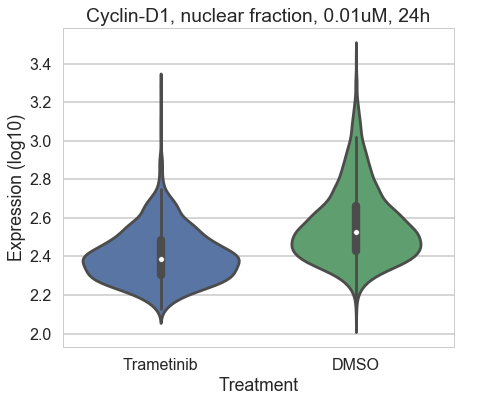 Cyclin-D1, nuclear fraction, 0.01uM, 24h
Expression (log10)
3.4
3.2
3.0
2.8
2.6
2.4
2.2
2.0
Trametinib DMSO
Treatment